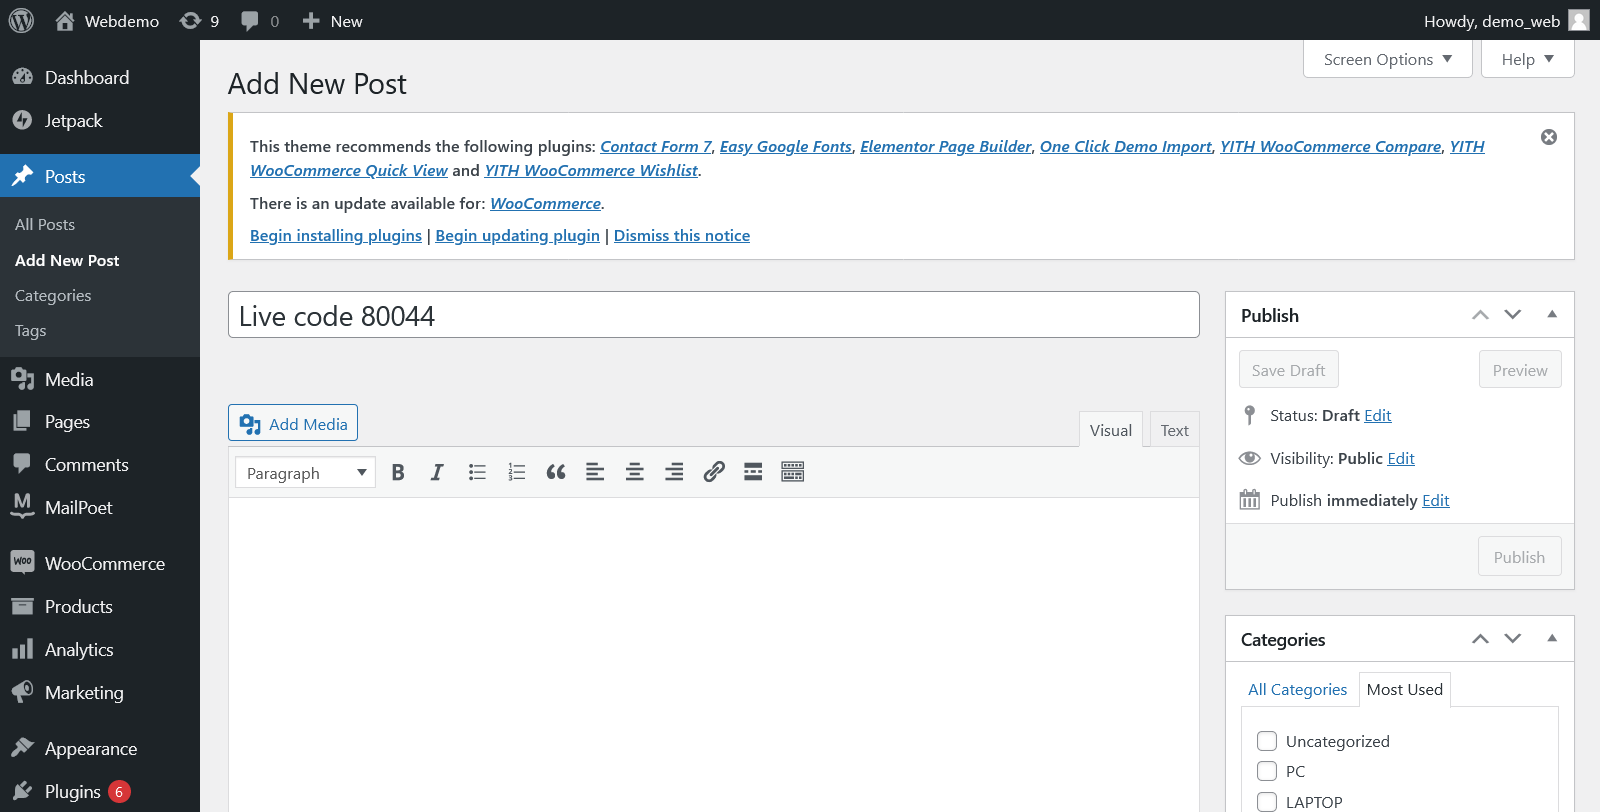 Webdemo 9 0 New Howdy, demo_web
Screen Options Help
Dashboard
Jetpack
Posts
All Posts
Add New Post
Categories
Tags
Media
Pages
Comments
MailPoet
WooCommerce
Products
Analytics
Marketing
Appearance
Plugins 6
Add New Post
This theme recommends the following plugins: Contact Form 7, Easy Google Fonts, Elementor Page Builder, One Click Demo Import, YITH WooCommerce Compare, YITH
WooCommerce Quick View and YITH WooCommerce Wishlist.
There is an update available for: WooCommerce.
Begin installing plugins | Begin updating plugin | Dismiss this notice
Live code 80044
Add Media
Visual Text
Paragraph
Publish
Save Draft Preview
Status: Draft Edit
Visibility: Public Edit
Publish immediately Edit
Publish
Categories
All Categories Most Used
Uncategorized
PC
LAPTOP